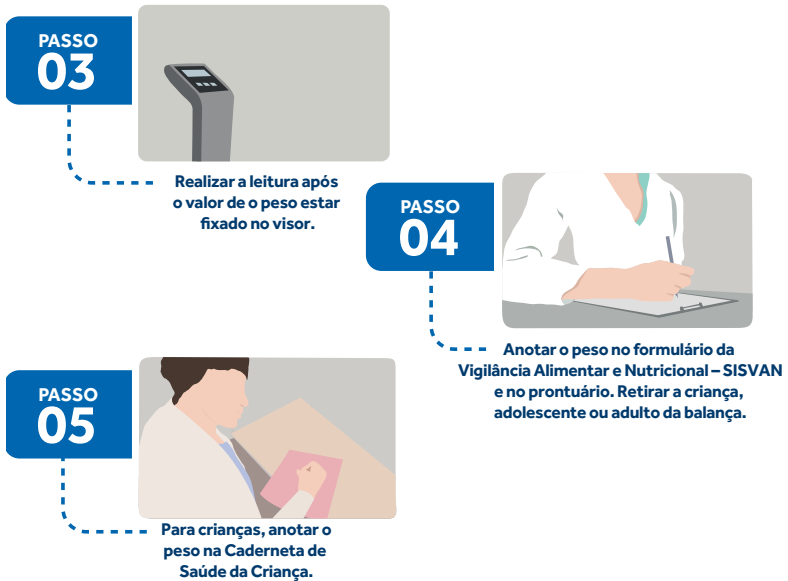 PASSO
03
Realizar a leitura após
o valor de o peso estar
fixado no visor.
PASSO
04
Anotar o peso no formulário da
Vigilância Alimentar e Nutricional – SISVAN
e no prontuário. Retirar a criança,
adolescente ou adulto da balança.
PASSO
05
Para crianças, anotar o
peso na Caderneta de
Saúde da Criança.